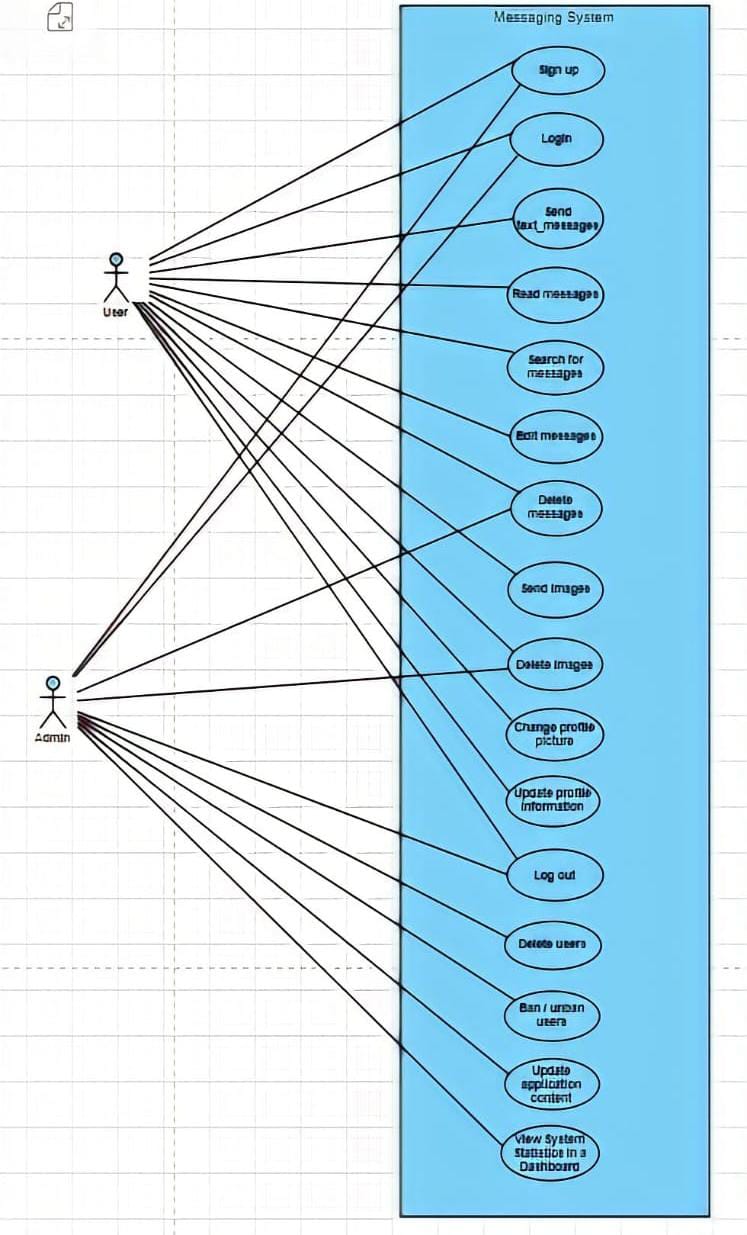 Messaging System
Sign up
Login
Send
text_messages
Read messages
User
Search for
messages
Edit messages
Delete
messages
Send Images
Delete Images
Admin
Change profile
picture
Update profile
Information
Log out
Delete users
Ban / unban
users
Update
application
content
View System
Statistics in a
Dashboard